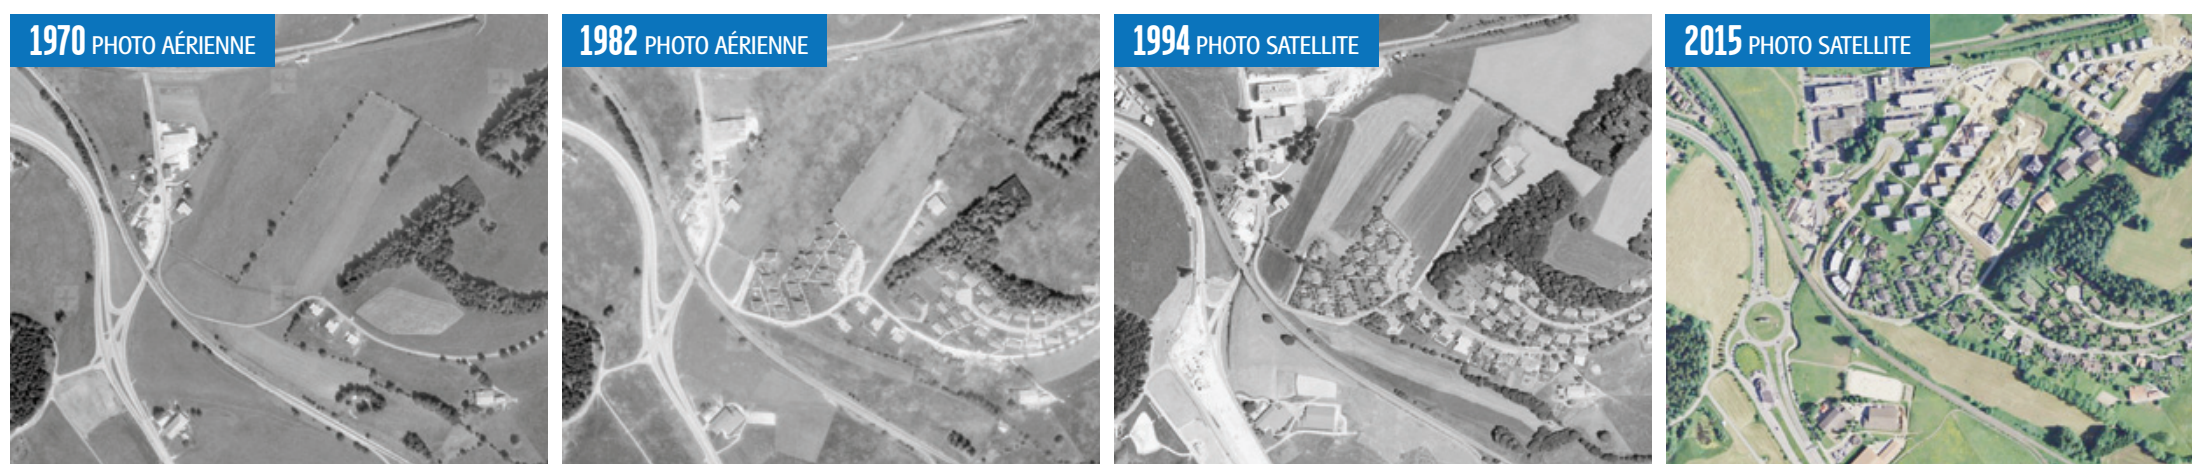 1970 PHOTO AÉRIENNE
1982 PHOTO AÉRIENNE
1994 PHOTO SATELLITE
2015 PHOTO SATELLITE